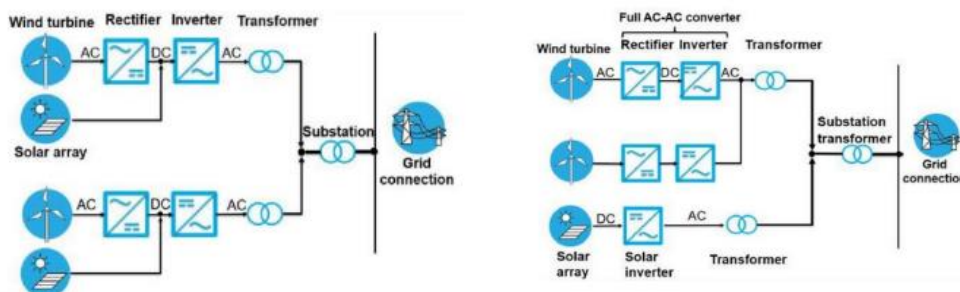 Wind turbine Rectifier Inverter Transformer
AC DC AC
Solar array
Substation
Grid
connection
AC DC AC
Full AC-AC converter
Wind turbine Rectifier Inverter Transformer
AC DC AC
Substation
transformer
Grid
connection
DC AC
Solar
array
Solar
inverter
Transformer